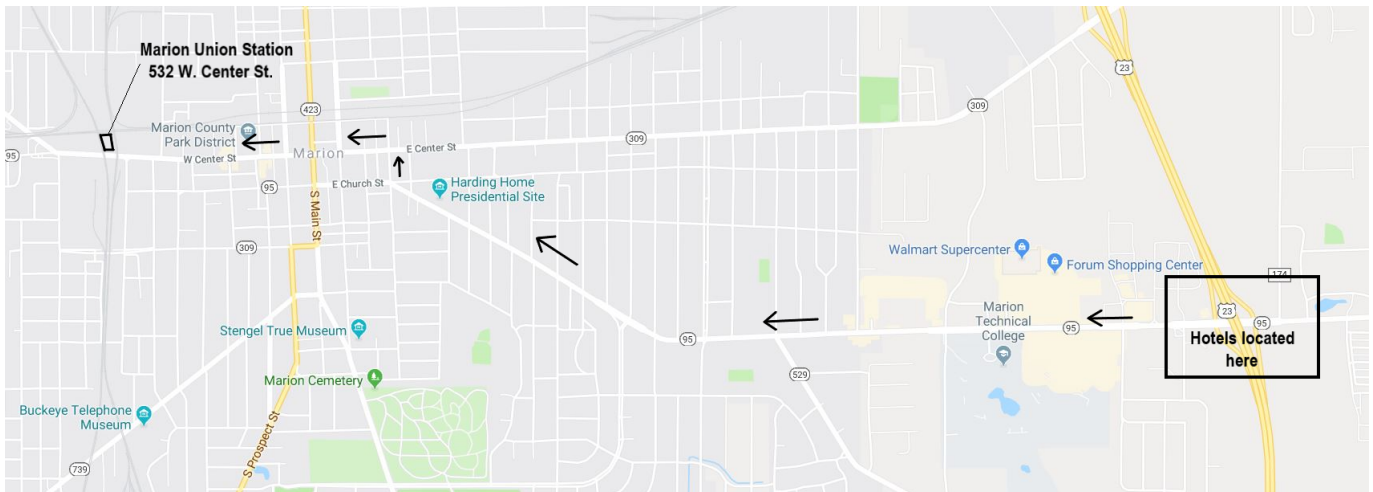 Marion Union Station
532 W. Center St.
23
423
309
Marion County
Park District
309
95
W Center St
Marion
E Center St
95
E Church St
Harding Home
Presidential Site
S Main St
309
Walmart Supercenter
Forum Shopping Center
174
Stengel True Museum
Marion
Technical
College
95
23
95
Hotels located
here
95
529
Marion Cemetery
Buckeye Telephone
Museum
S Prospect St
739